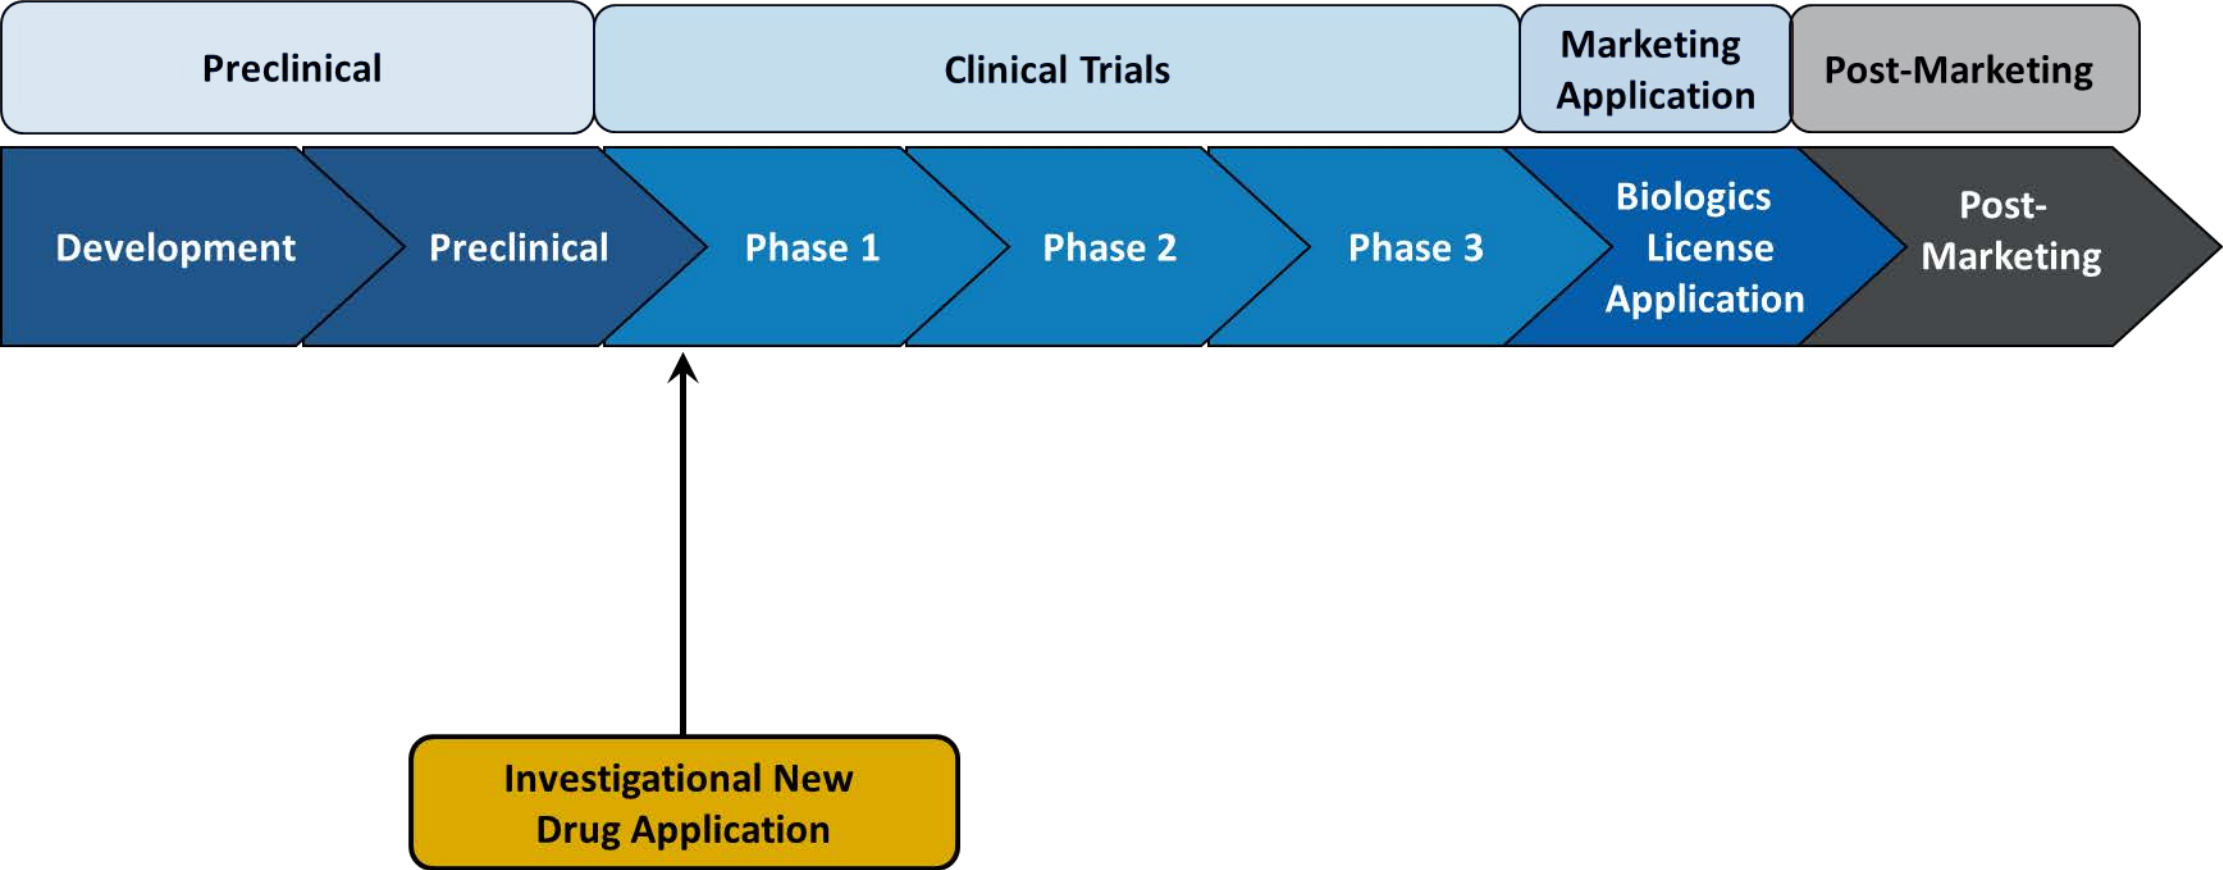 Preclinical
Clinical Trials
Marketing
Application
Post-Marketing
Development
Preclinical
Phase 1
Phase 2
Phase 3
Biologics
License
Application
Post-
Marketing
Investigational New
Drug Application